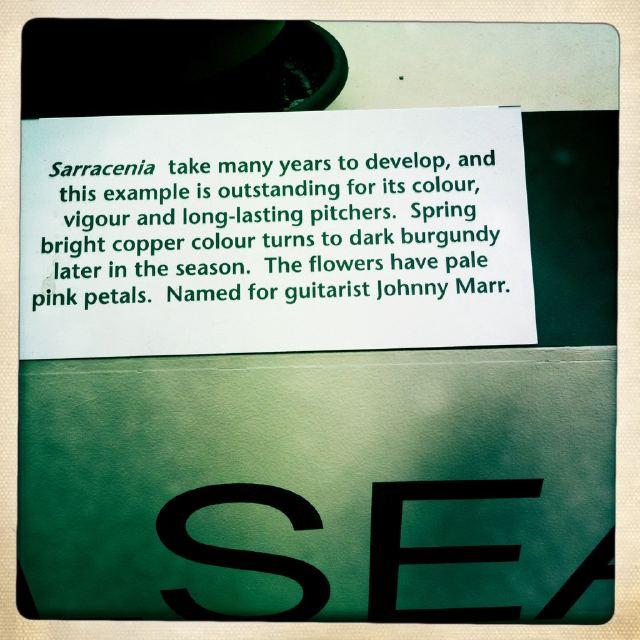 Sarracenia take many years to develop, and
this example is outstanding for its colour,
vigour and long-lasting pitchers. Spring
bright copper colour turns to dark burgundy
later in the season. The flowers have pale
pink petals. Named for guitarist Johnny Marr.
SEA